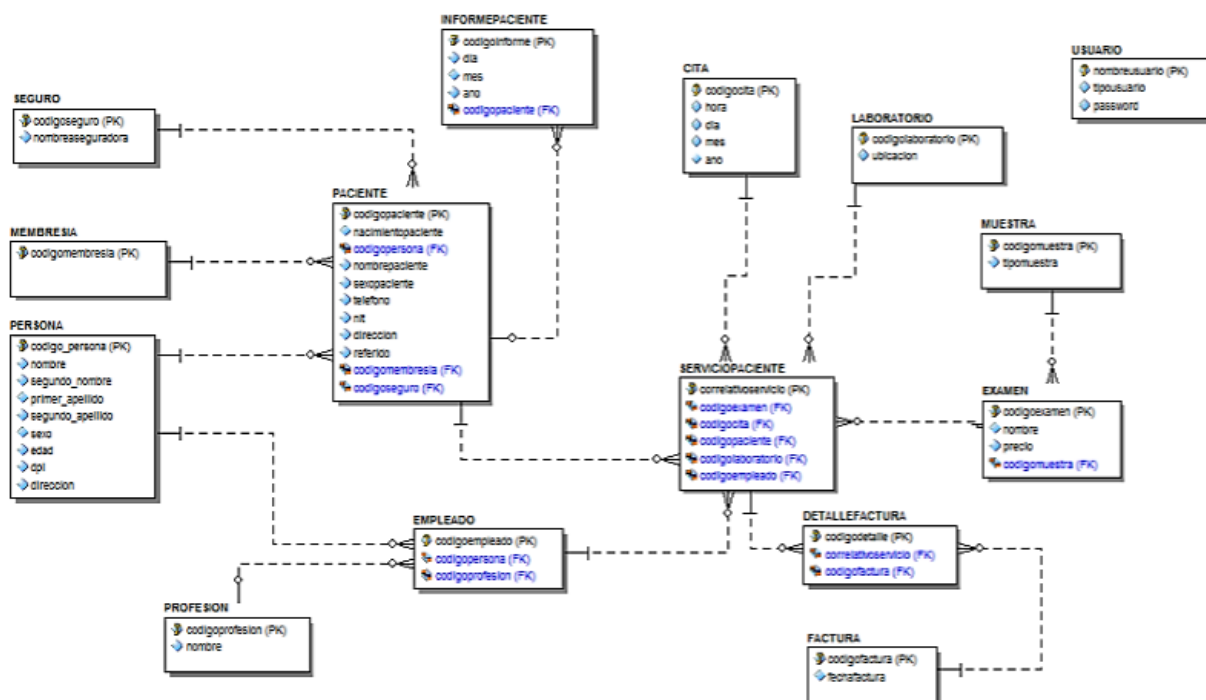 INFORMEPACIENTE
codigoinforme (PK)
dia
mes
ano
codigopaciente (FK)
SEGURO
codigoseguro (PK)
nombreaseguradora
CITA
codigocita (PK)
hora
dia
mes
ano
USUARIO
nombreusuario (PK)
tipousuario
password
LABORATORIO
codigolaboratorio (PK)
ubicacion
PACIENTE
codigopaciente (PK)
nacimientopaciente
codigopersona (FK)
nombrepaciente
sexopaciente
telefono
nit
direccion
referido
codigomembresia (FK)
codigoseguro (FK)
MEMBRESIA
codigomembresia (PK)
MUESTRA
codigomuestra (PK)
tipomuestra
PERSONA
codigo_persona (PK)
nombre
segundo_nombre
primer_apellido
segundo_apellido
sexo
edad
dpi
direccion
SERVICIOPACIENTE
correlativoservicio (PK)
codigoexamen (FK)
codigocita (FK)
codigopaciente (FK)
codigolaboratorio (FK)
codigoempleado (FK)
EXAMEN
codigoexamen (PK)
nombre
precio
codigomuestra (FK)
EMPLEADO
codigoempleado (PK)
codigopersona (FK)
codigoprofesion (FK)
DETALLEFACTURA
codigodetalle (PK)
correlativoservicio (FK)
codigofactura (FK)
PROFESION
codigoprofesion (PK)
nombre
FACTURA
codigofactura (PK)
fechafactura